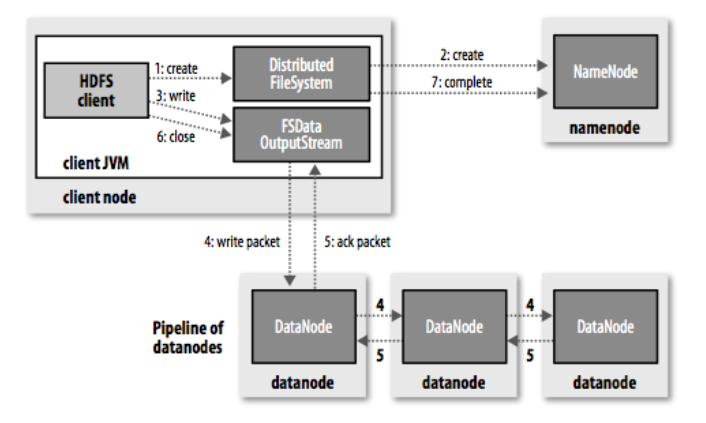 HDFS
client
1: create
3: write
6: close
Distributed
FileSystem
FSData
OutputStream
client JVM
client node
2: create
7: complete
NameNode
namenode
4: write packet
5: ack packet
Pipeline of
datanodes
DataNode
datanode
4
5
DataNode
datanode
4
5
DataNode
datanode